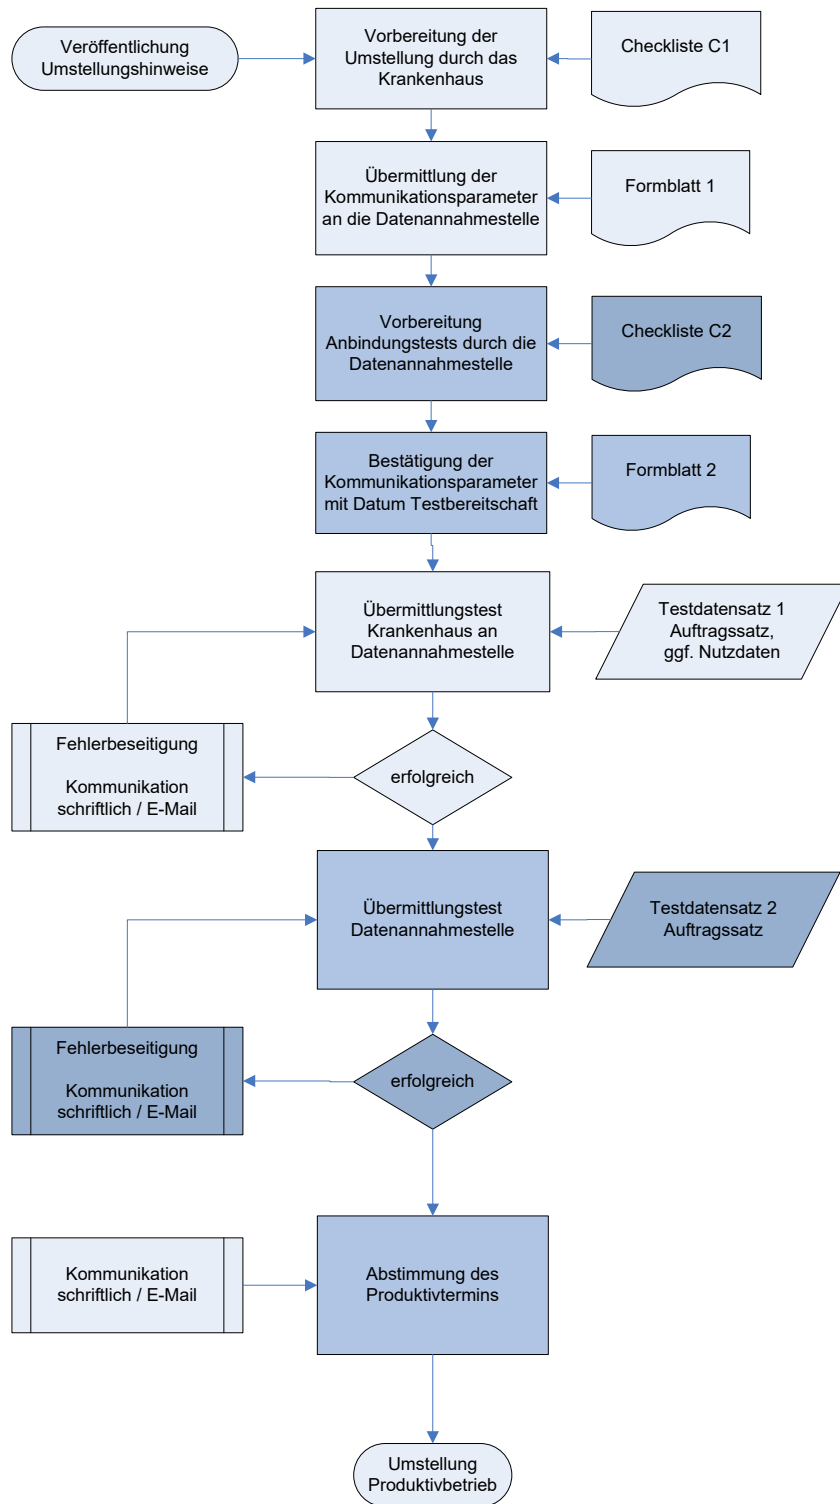 Veröffentlichung
Umstellungshinweise
Vorbereitung der
Umstellung durch das
Krankenhaus
Checkliste C1
Übermittlung der
Kommunikationsparameter
an die Datenannahmestelle
Formblatt 1
Vorbereitung
Anbindungstests durch die
Datenannahmestelle
Checkliste C2
Bestätigung der
Kommunikationsparameter
mit Datum Testbereitschaft
Formblatt 2
Übermittlungstest
Krankenhaus an
Datenannahmestelle
Testdatensatz 1
Auftragssatz,
ggf. Nutzdaten
Fehlerbeseitigung
Kommunikation
schriftlich / E-Mail
erfolgreich
Übermittlungstest
Datenannahmestelle
Testdatensatz 2
Auftragssatz
Fehlerbeseitigung
Kommunikation
schriftlich / E-Mail
erfolgreich
Kommunikation
schriftlich / E-Mail
Abstimmung des
Produktivtermins
Umstellung
Produktivbetrieb